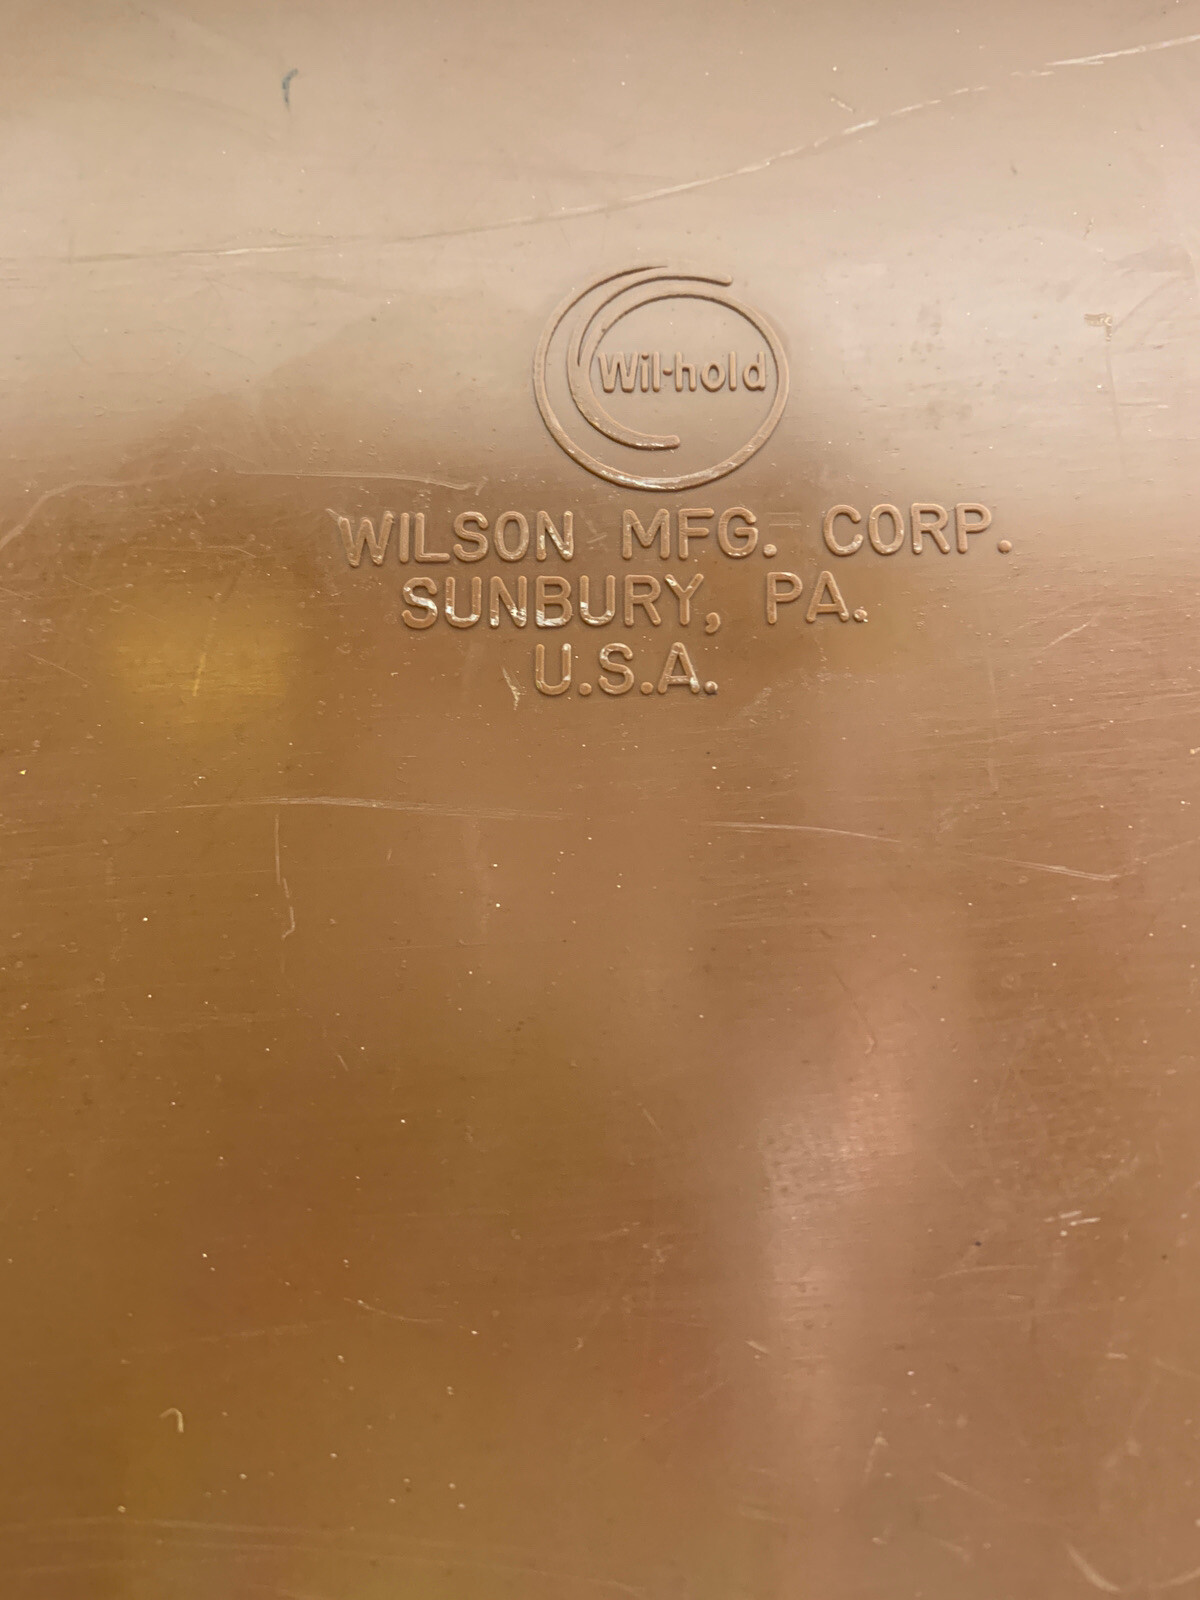 Wil-hold
WILSON MFG. CORP.
SUNBURY, PA.
U.S.A.